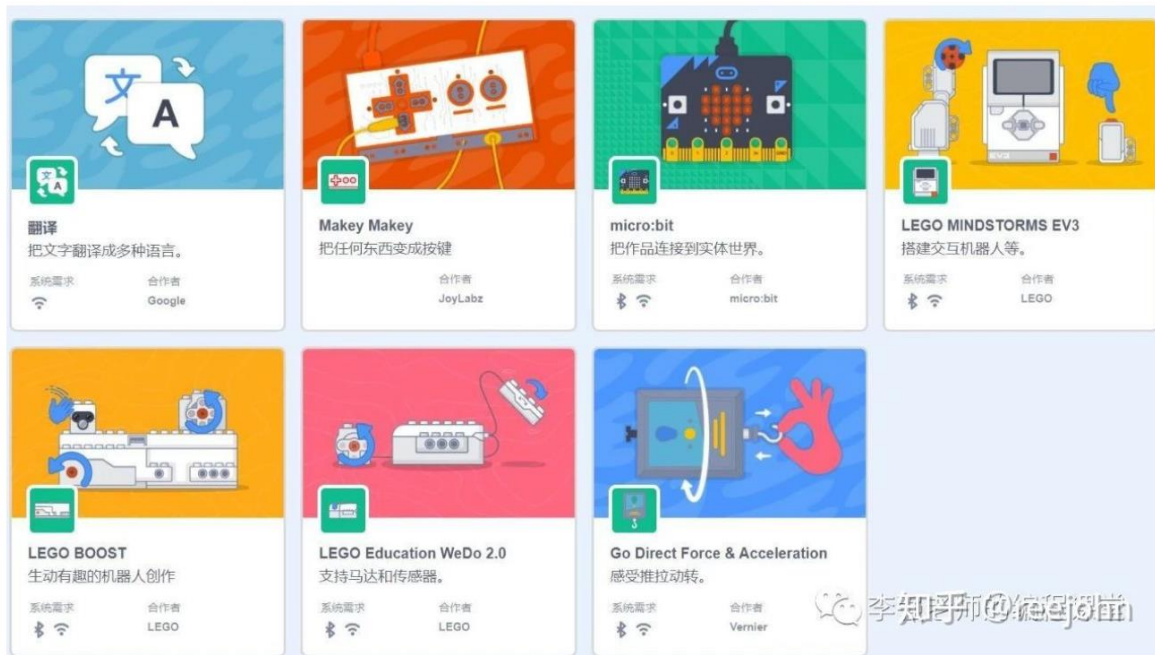 文
A
翻译
把文字翻译成多种语言。
系统需求
合作者
Google
Makey Makey
把任何东西变成按键
合作者
JoyLabz
micro:bit
把作品连接到实体世界。
系统需求
合作者
micro:bit
EV3
LEGO MINDSTORMS EV3
搭建交互机器人等。
系统需求
合作者
LEGO
LEGO BOOST
生动有趣的机器人创作
系统需求
合作者
LEGO
LEGO Education WeDo 2.0
支持马达和传感器。
系统需求
合作者
LEGO
Go Direct Force & Acceleration
感受推拉动转。
系统需求
合作者
Vernier
知乎 @reejohn